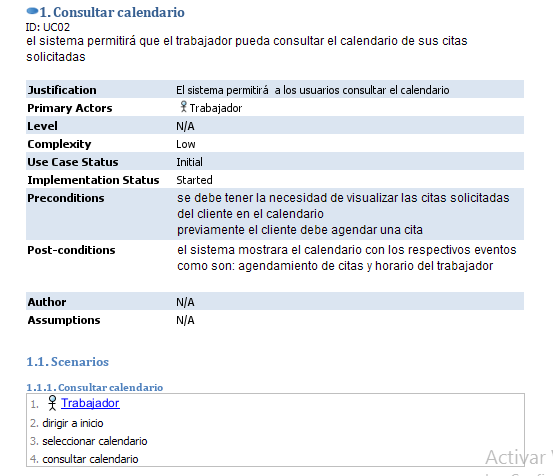 1. Consultar calendario
ID: UC02
el sistema permitirá que el trabajador pueda consultar el calendario de sus citas
solicitadas
Justification El sistema permitirá a los usuarios consultar el calendario
Primary Actors Trabajador
Level N/A
Complexity Low
Use Case Status Initial
Implementation Status Started
Preconditions se debe tener la necesidad de visualizar las citas solicitadas
del cliente en el calendario
previamente el cliente debe agendar una cita
Post-conditions el sistema mostrara el calendario con los respectivos eventos
como son: agendamiento de citas y horario del trabajador
Author N/A
Assumptions N/A
1.1. Scenarios
1.1.1. Consultar calendario
1. Trabajador
2. dirigir a inicio
3. seleccionar calendario
4. consultar calendario
Activar